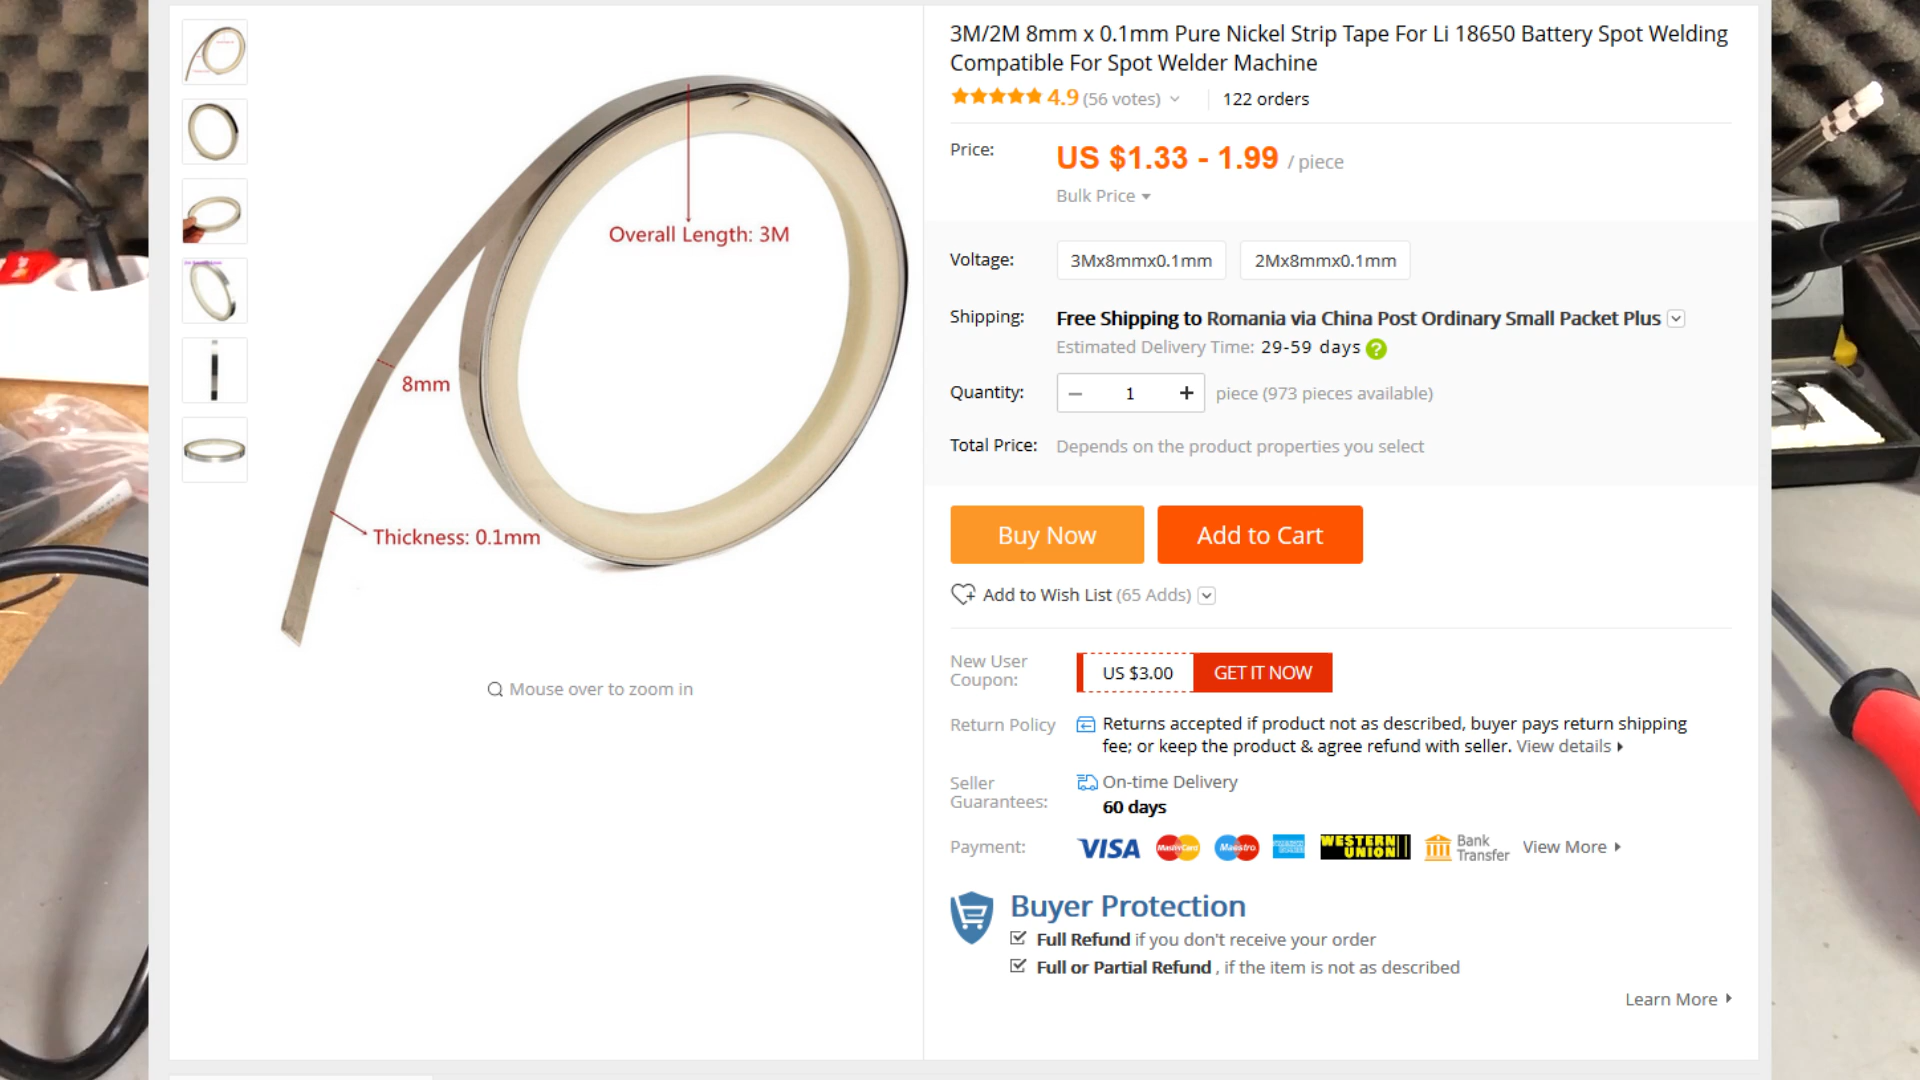 3M/2M 8mm x 0.1mm Pure Nickel Strip Tape For Li 18650 Battery Spot Welding
Compatible For Spot Welder Machine
4.9 (56 votes)
122 orders
Price:
US $1.33 - 1.99 / piece
Bulk Price
Overall Length: 3M
8mm
Thickness: 0.1mm
Mouse over to zoom in
Voltage:
3Mx8mmx0.1mm
2Mx8mmx0.1mm
Shipping:
Free Shipping to Romania via China Post Ordinary Small Packet Plus
Estimated Delivery Time: 29-59 days ?
Quantity:
− 1 +
piece (973 pieces available)
Total Price:
Depends on the product properties you select
Buy Now
Add to Cart
Add to Wish List (65 Adds)
New User
Coupon:
US $3.00
GET IT NOW
Return Policy
Returns accepted if product not as described, buyer pays return shipping
fee; or keep the product & agree refund with seller. View details
Seller
Guarantees:
On-time Delivery
60 days
Payment:
VISA
MasterCard
Maestro
WESTERN
UNION
Bank
Transfer
View More
Buyer Protection
Full Refund if you don't receive your order
Full or Partial Refund , if the item is not as described
Learn More